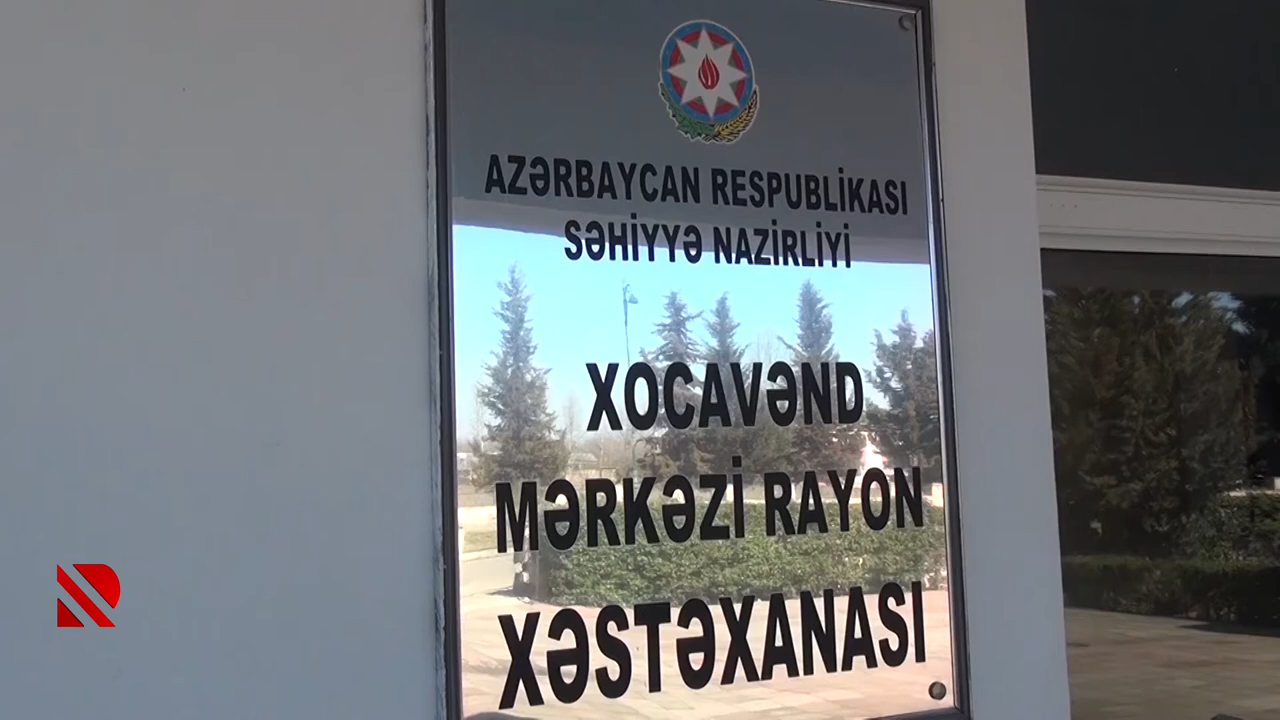 AZƏRBAYCAN RESPUBLİKASI
SƏHİYYƏ NAZİRLİYİ
XOCAVƏND
MƏRKƏZİ RAYON
XƏSTƏXANASI